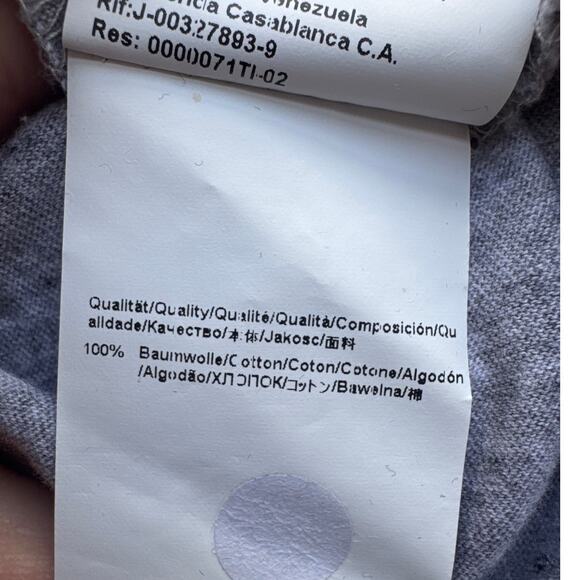 Venezuela
Casablanca C.A.
Rif:J-00327893-9
Res: 0000071TI-02
Qualität/Quality/Qualité/Qualità/Composición/Qu
alidade/Качество/本体/Jakosc/面料
100% Baumwolle/Cotton/Coton/Cotone/Algodón
/Algodão/ХЛОПОК/コットン/Bawelna/棉